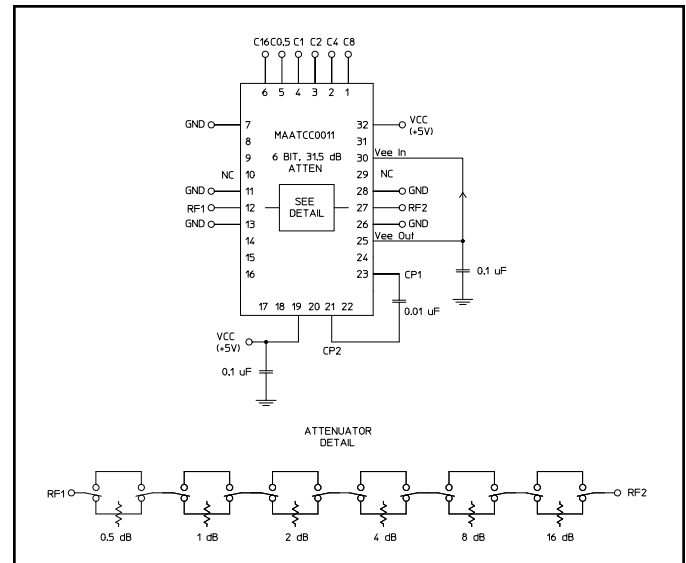 C16 C0.5 C1 C2 C4 C8
6 5 4 3 2 1
GND 7
8
9
NC 10
GND 11
RF1 12
GND 13
14
15
16
MAATCC0011
6 BIT, 31.5 dB
ATTEN
SEE
DETAIL
32 VCC
(+5V)
31
30 Vee In
29 NC
28 GND
27 RF2
26 GND
25 Vee Out
24
23 CP1
0.1 uF
0.01 uF
17 18 19 20 21 22
VCC
(+5V)
CP2
0.1 uF
ATTENUATOR
DETAIL
RF1 RF2
0.5 dB 1 dB 2 dB 4 dB 8 dB 16 dB